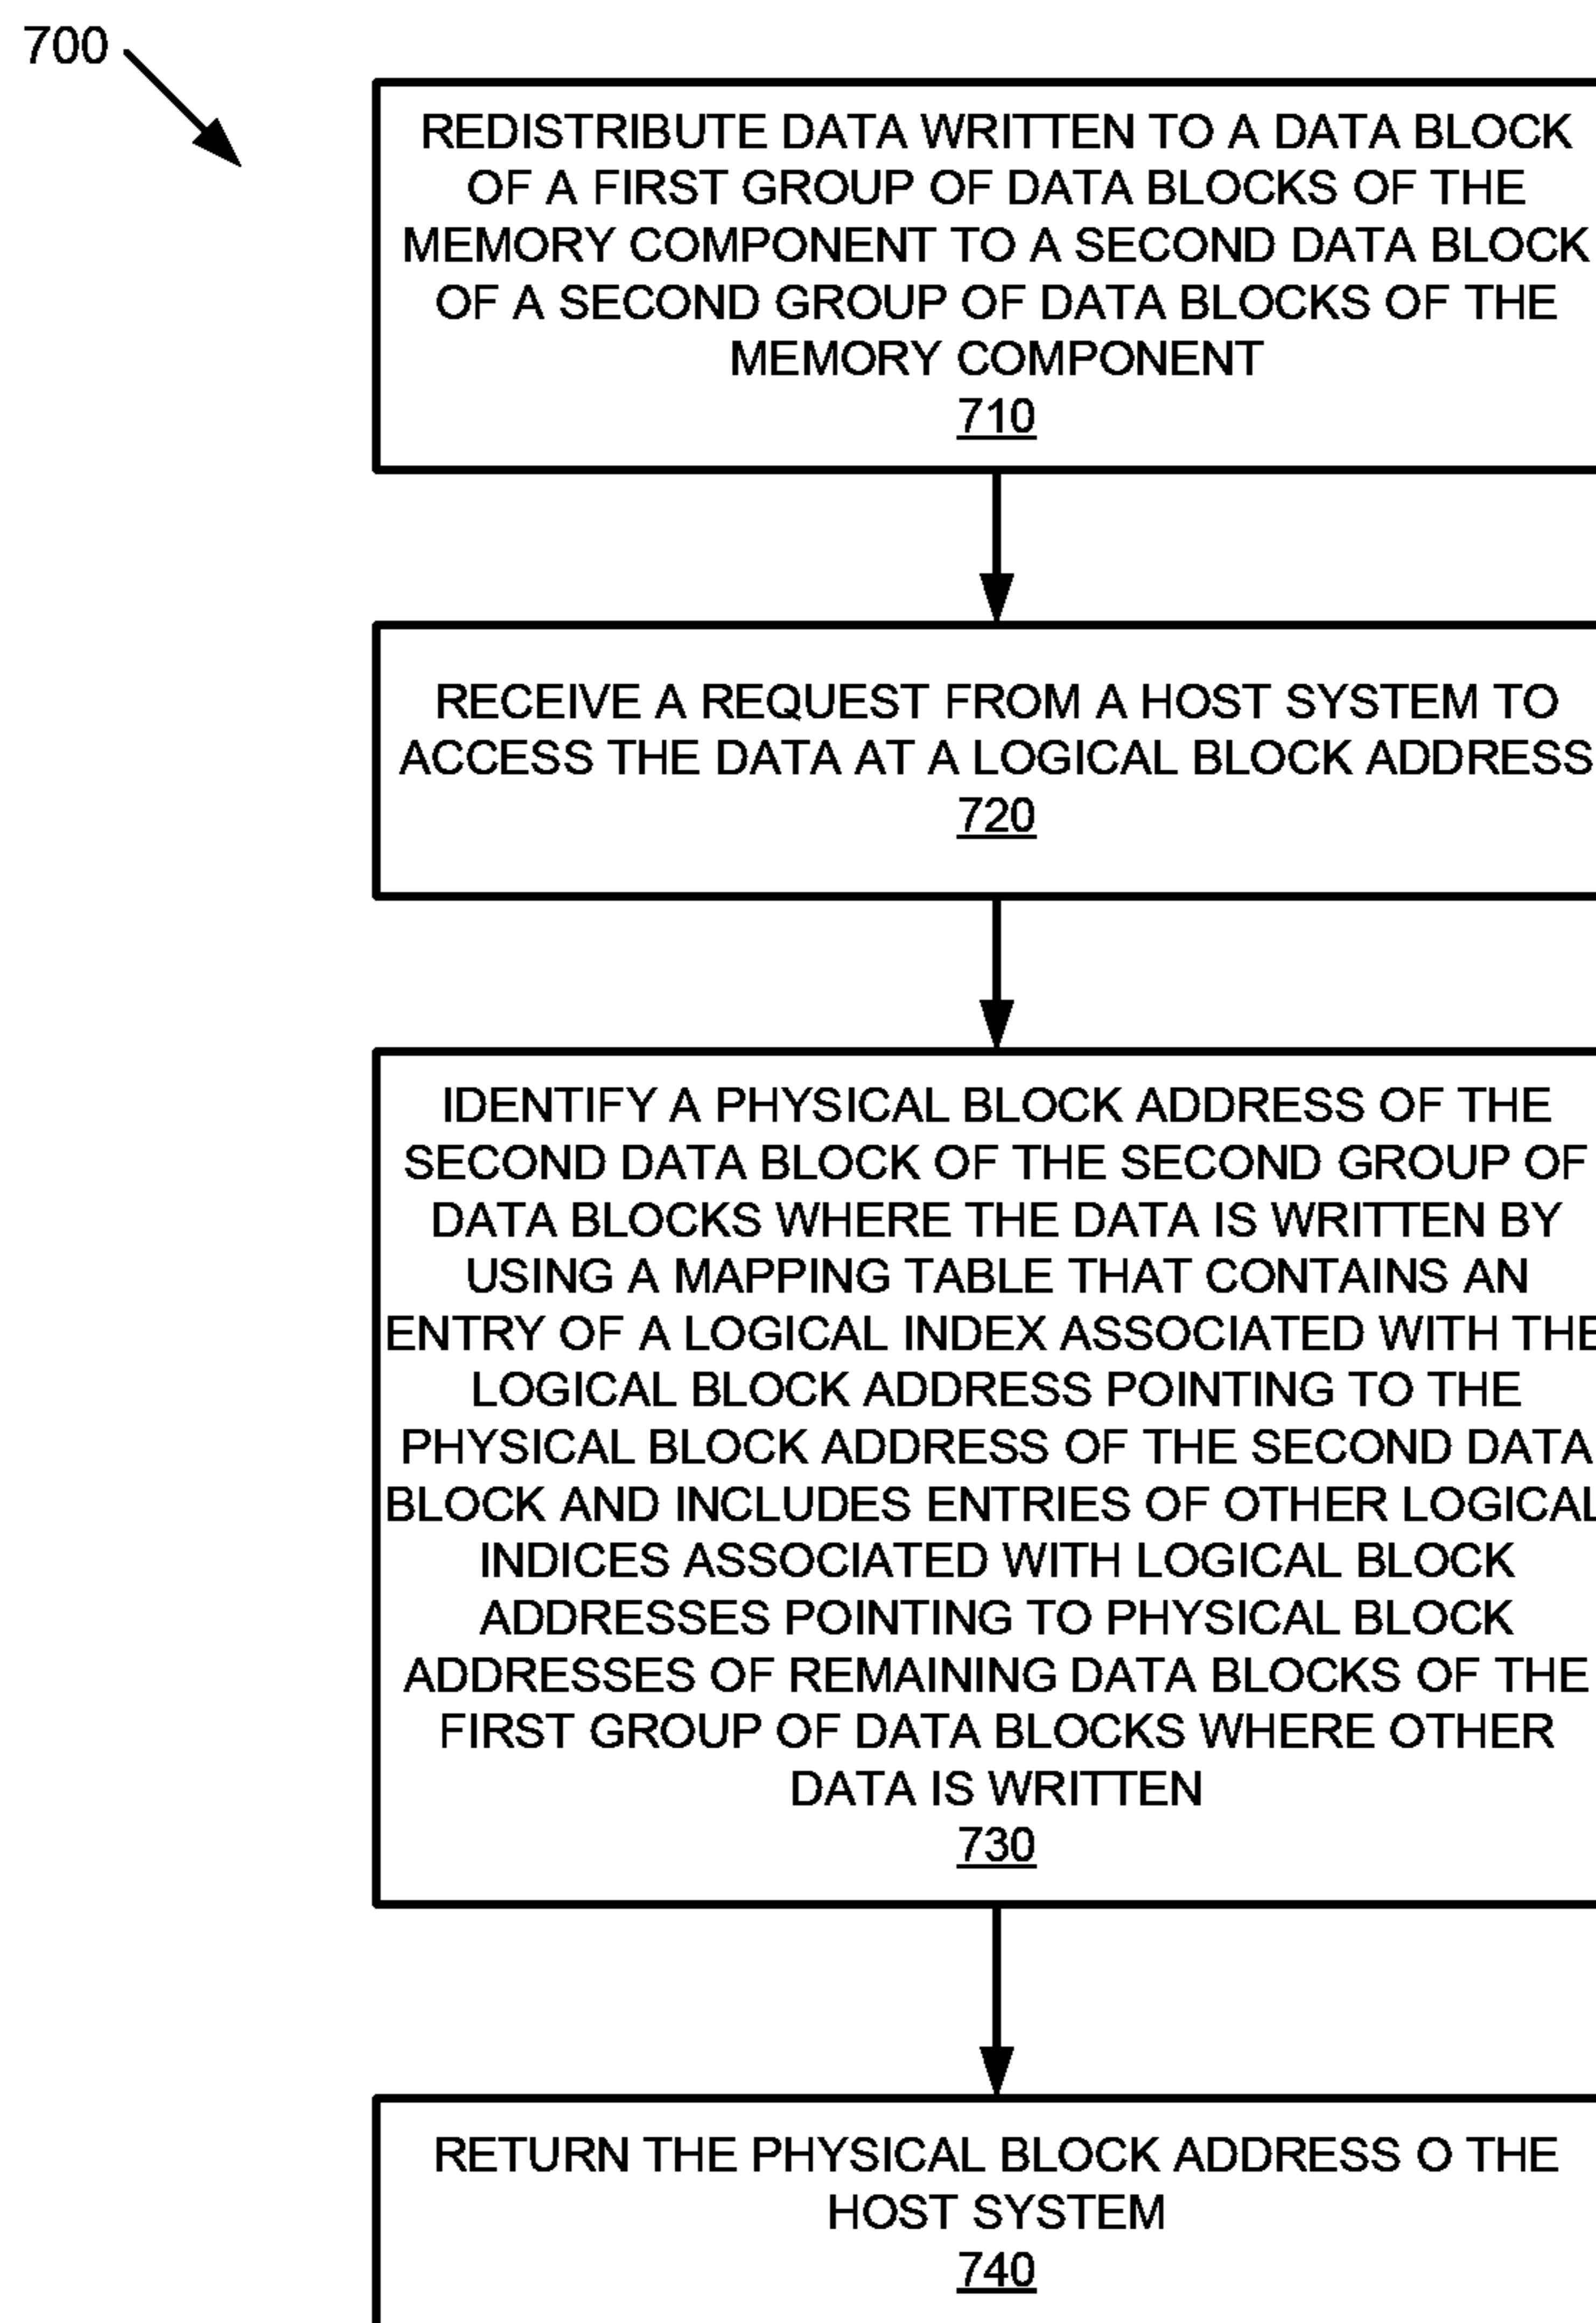 700
REDISTRIBUTE DATA WRITTEN TO A DATA BLOCK
OF A FIRST GROUP OF DATA BLOCKS OF THE
MEMORY COMPONENT TO A SECOND DATA BLOCK
OF A SECOND GROUP OF DATA BLOCKS OF THE
MEMORY COMPONENT
710
RECEIVE A REQUEST FROM A HOST SYSTEM TO
ACCESS THE DATA AT A LOGICAL BLOCK ADDRESS
720
IDENTIFY A PHYSICAL BLOCK ADDRESS OF THE
SECOND DATA BLOCK OF THE SECOND GROUP OF
DATA BLOCKS WHERE THE DATA IS WRITTEN BY
USING A MAPPING TABLE THAT CONTAINS AN
ENTRY OF A LOGICAL INDEX ASSOCIATED WITH THE
LOGICAL BLOCK ADDRESS POINTING TO THE
PHYSICAL BLOCK ADDRESS OF THE SECOND DATA
BLOCK AND INCLUDES ENTRIES OF OTHER LOGICAL
INDICES ASSOCIATED WITH LOGICAL BLOCK
ADDRESSES POINTING TO PHYSICAL BLOCK
ADDRESSES OF REMAINING DATA BLOCKS OF THE
FIRST GROUP OF DATA BLOCKS WHERE OTHER
DATA IS WRITTEN
730
RETURN THE PHYSICAL BLOCK ADDRESS O THE
HOST SYSTEM
740